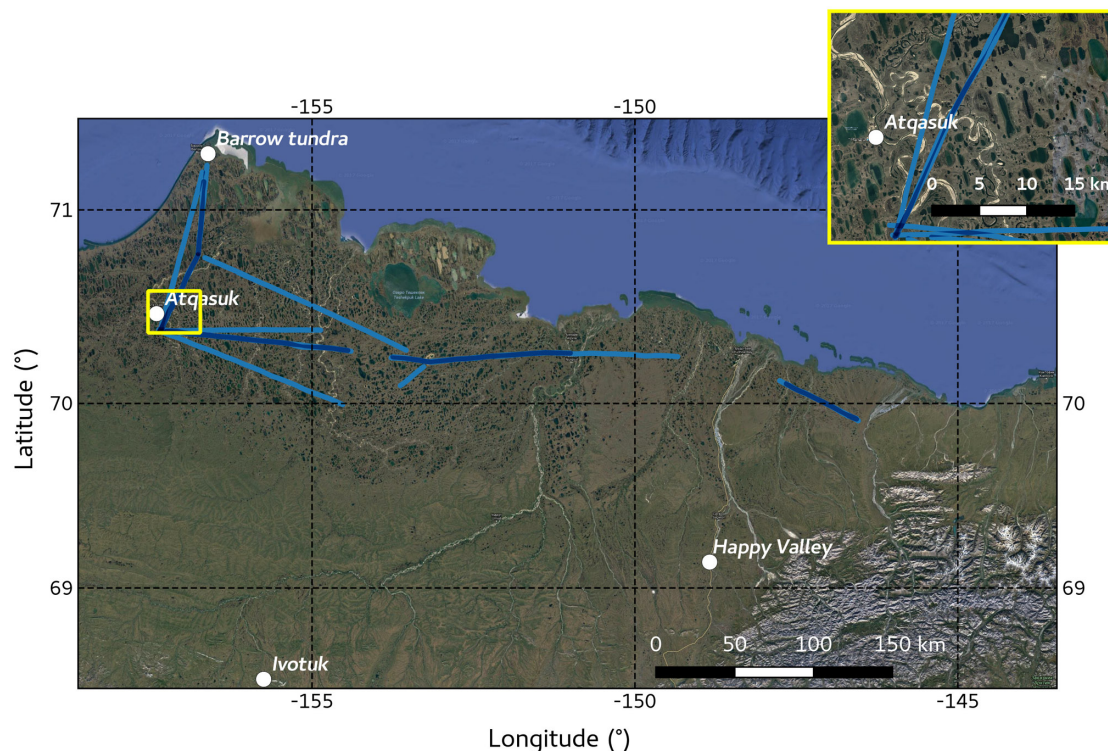 -155
-150
Barrow tundra
71
Atqasuk
0
5
10
15 km
Atqasuk
Latitude (°)
70
70
Happy Valley
69
69
0
50
100
150 km
Ivotuk
-155
-150
-145
Longitude (°)